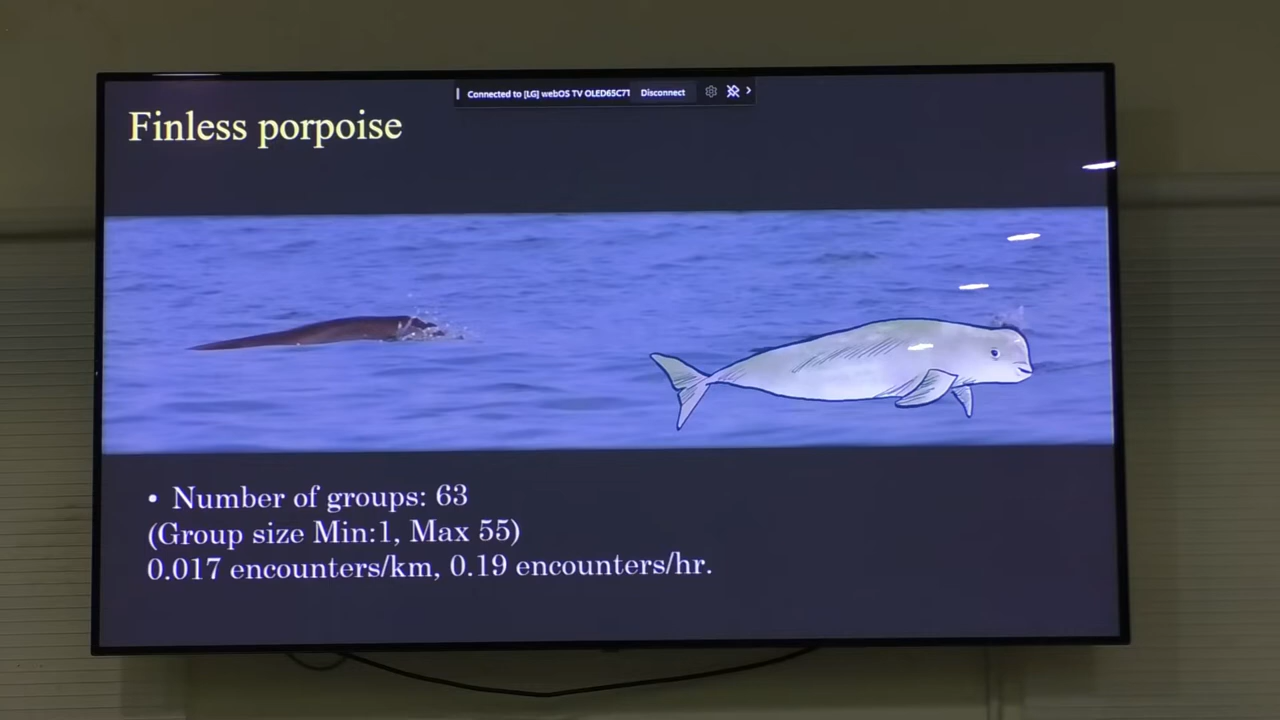 Connected to [LG] webOS TV OLED65C7T Disconnect
Finless porpoise
• Number of groups: 63
(Group size Min:1, Max 55)
0.017 encounters/km, 0.19 encounters/hr.